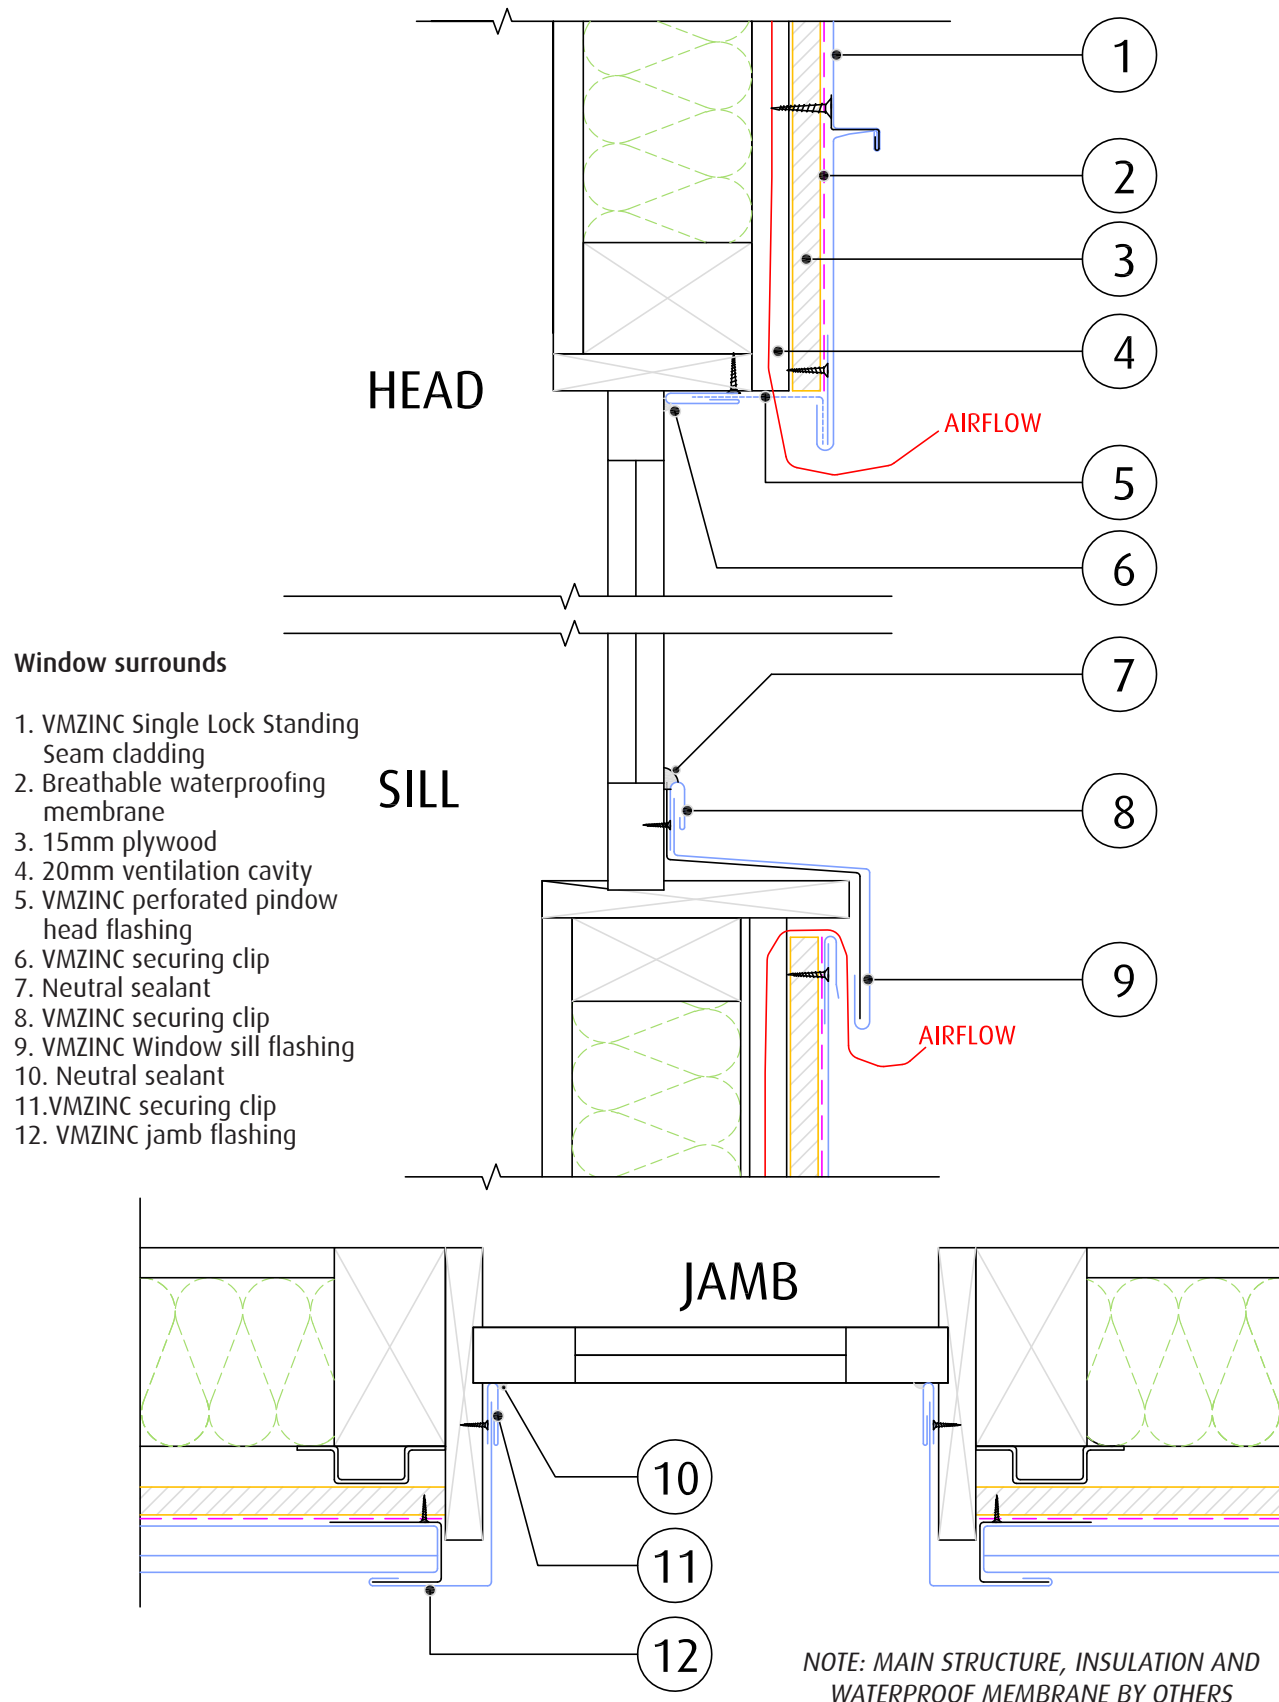 1
2
3
4
HEAD
AIRFLOW
5
6
7
Window surrounds
1. VMZINC Single Lock Standing
Seam cladding
2. Breathable waterproofing
membrane
3. 15mm plywood
4. 20mm ventilation cavity
5. VMZINC perforated pindow
head flashing
6. VMZINC securing clip
7. Neutral sealant
8. VMZINC securing clip
9. VMZINC Window sill flashing
10. Neutral sealant
11.VMZINC securing clip
12. VMZINC jamb flashing
SILL
8
9
AIRFLOW
JAMB
10
11
12
NOTE: MAIN STRUCTURE, INSULATION AND
WATERPROOF MEMBRANE BY OTHERS